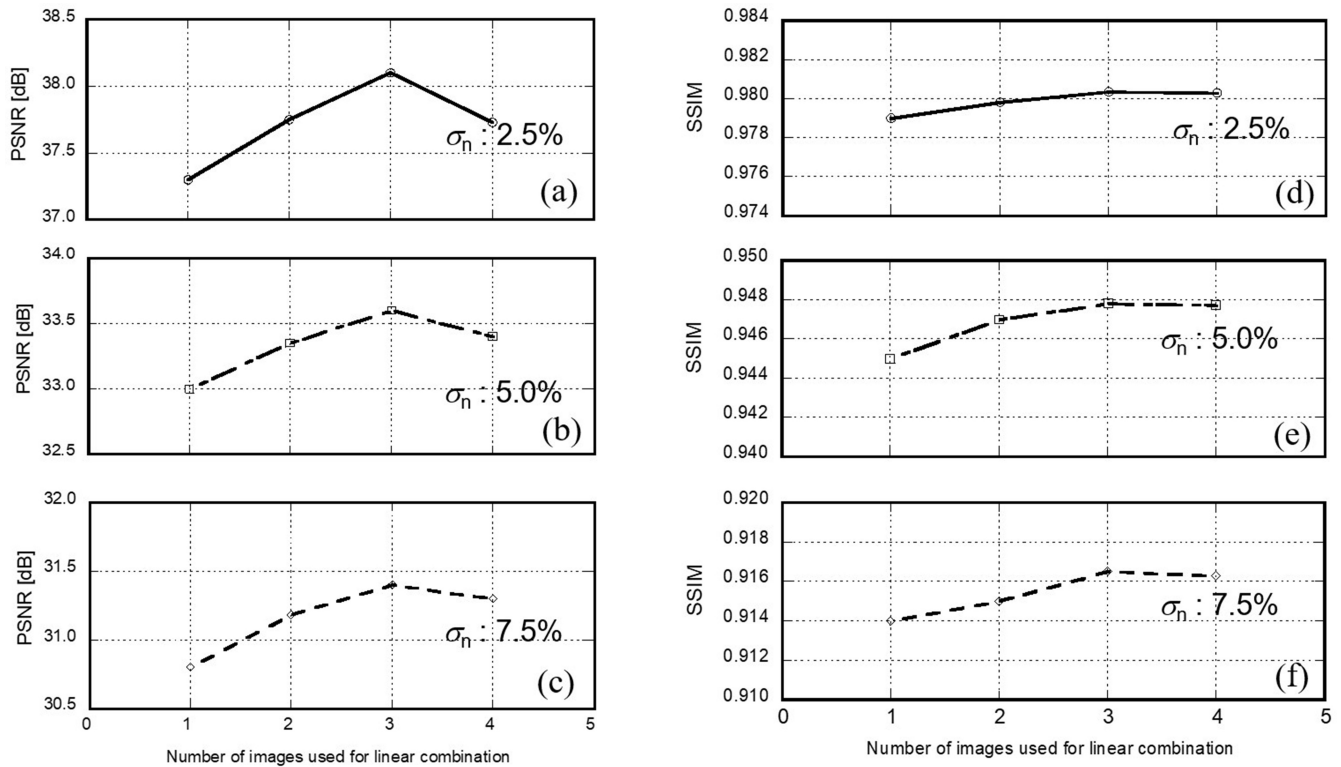 38.5
38.0
37.5
37.0
PSNR [dB]
σn : 2.5%
(a)
34.0
33.5
33.0
32.5
PSNR [dB]
σn : 5.0%
(b)
32.0
31.5
31.0
30.5
PSNR [dB]
σn : 7.5%
(c)
0 1 2 3 4 5
Number of images used for linear combination
0.984
0.982
0.980
0.978
0.976
0.974
SSIM
σn : 2.5%
(d)
0.950
0.948
0.946
0.944
0.942
0.940
SSIM
σn : 5.0%
(e)
0.920
0.918
0.916
0.914
0.912
0.910
SSIM
σn : 7.5%
(f)
0 1 2 3 4 5
Number of images used for linear combination